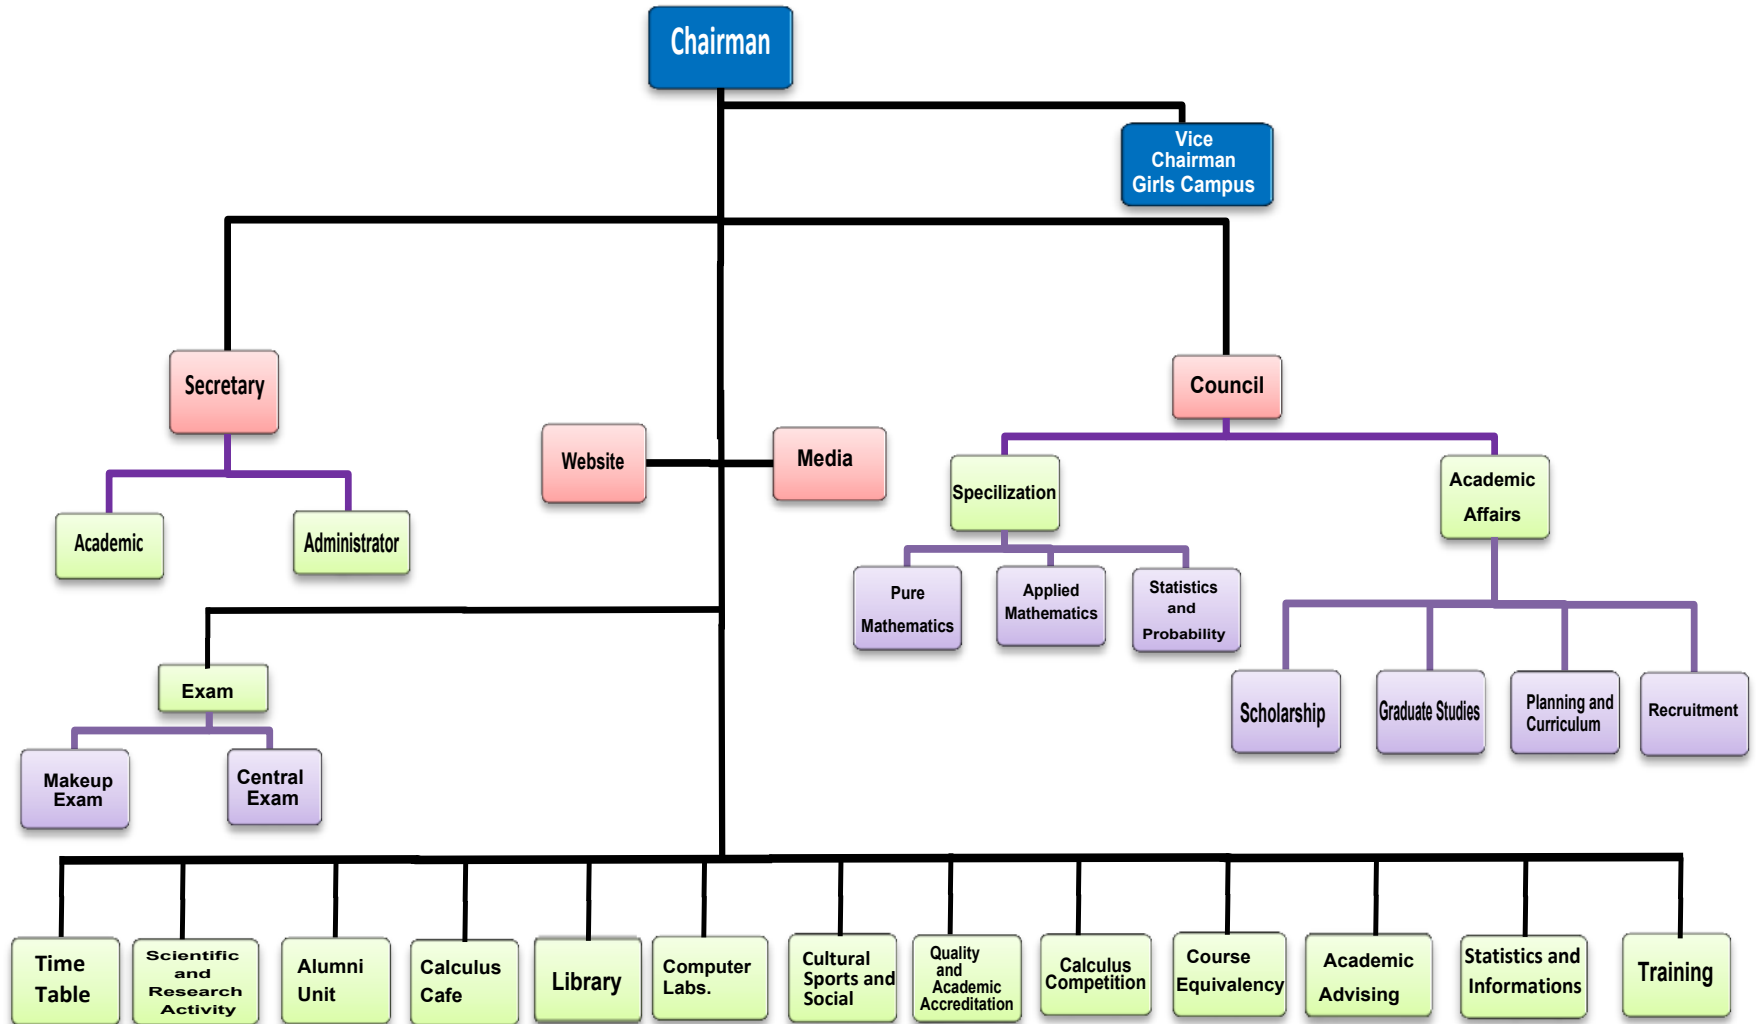 Chairman
Vice
Chairman
Girls Campus
Secretary
Council
Website
Media
Specilization
Academic
Affairs
Academic
Administrator
Pure
Mathematics
Applied
Mathematics
Statistics
and
Probability
Exam
Scholarship
Graduate Studies
Planning and
Curriculum
Recruitment
Makeup
Exam
Central
Exam
Time
Table
Scientific
and
Research
Activity
Alumni
Unit
Calculus
Cafe
Library
Computer
Labs.
Cultural
Sports and
Social
Quality
and
Academic
Accreditation
Calculus
Competition
Course
Equivalency
Academic
Advising
Statistics and
Informations
Training